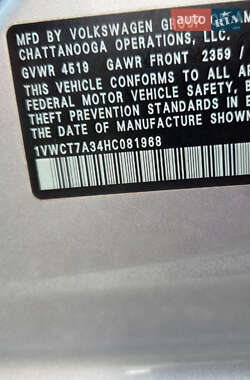 MFD BY VOLKSWAGEN
CHATTANOOGA OPERATIONS, LLC.
GVWR 4519 GAWR FRONT 2359
THIS VEHICLE CONFORMS TO ALL
FEDERAL MOTOR VEHICLE SAFETY,
THEFT PREVENTION STANDARDS IN
THE DATE OF MANUFACTURE SHOWN
1VWCT7A34HC081968